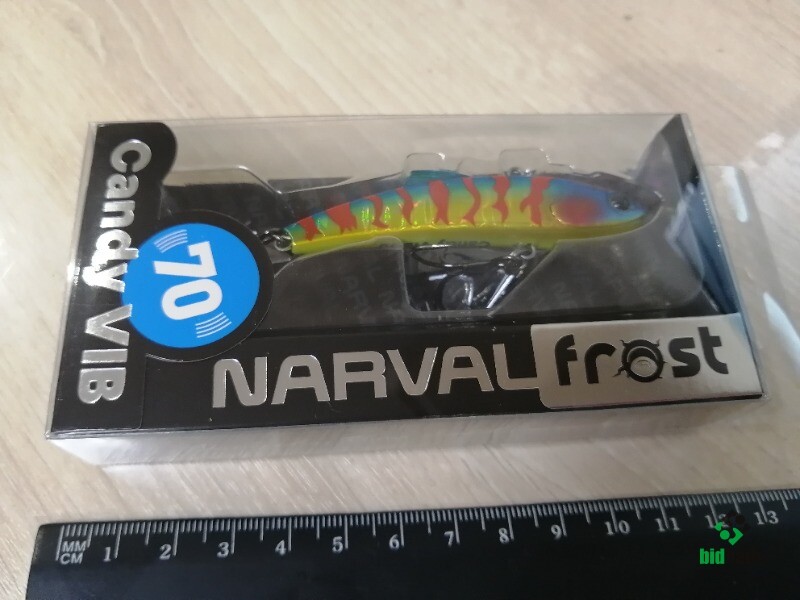 Candy VIB
70
NARVAL frost
MM
CM
1 2 3 4 5 6 7 8 9 10 11 12 13
bid